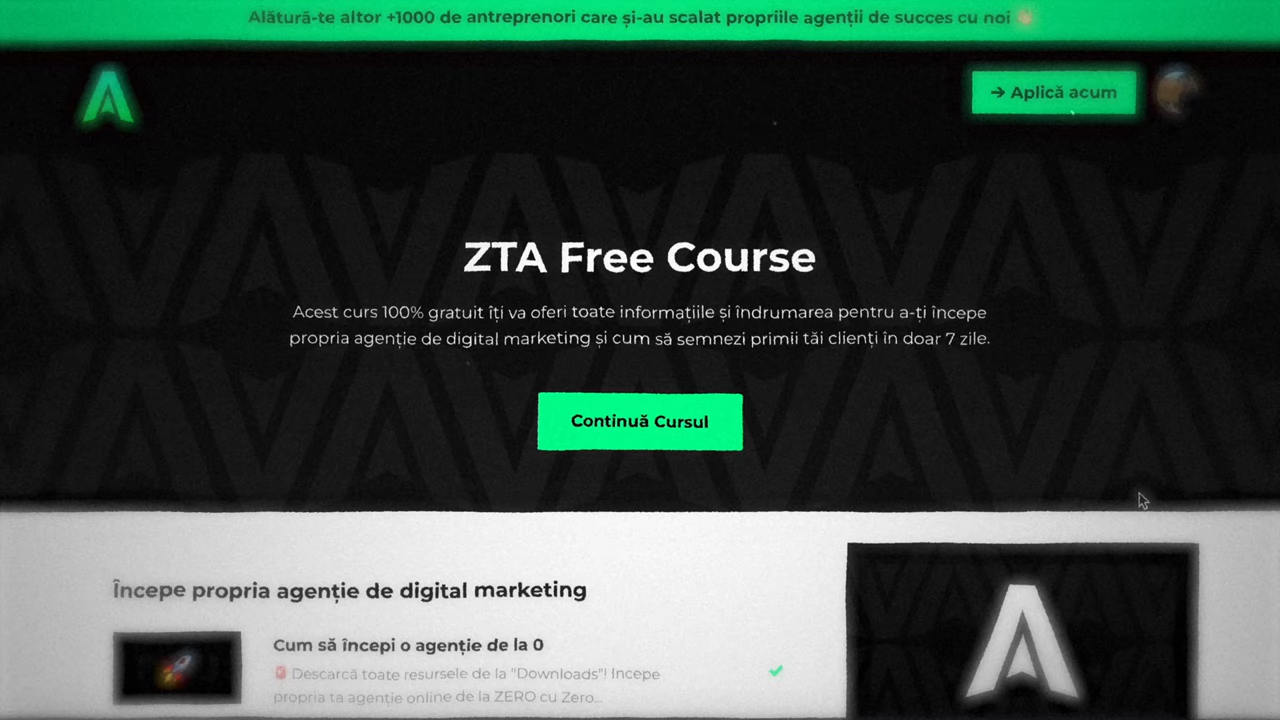 Alătură-te altor +1000 de antreprenori care și-au scalat propriile agenții de succes cu noi
→ Aplică acum
ZTA Free Course
Acest curs 100% gratuit îți va oferi toate informațiile și îndrumarea pentru a-ți începe
propria agenție de digital marketing și cum să semnezi primii tăi clienți în doar 7 zile.
Continuă Cursul
Începe propria agenție de digital marketing
Cum să începi o agenție de la 0
Descarcă toate resursele de la "Downloads"! Incepe
propria ta agenție online de la ZERO cu Zero...